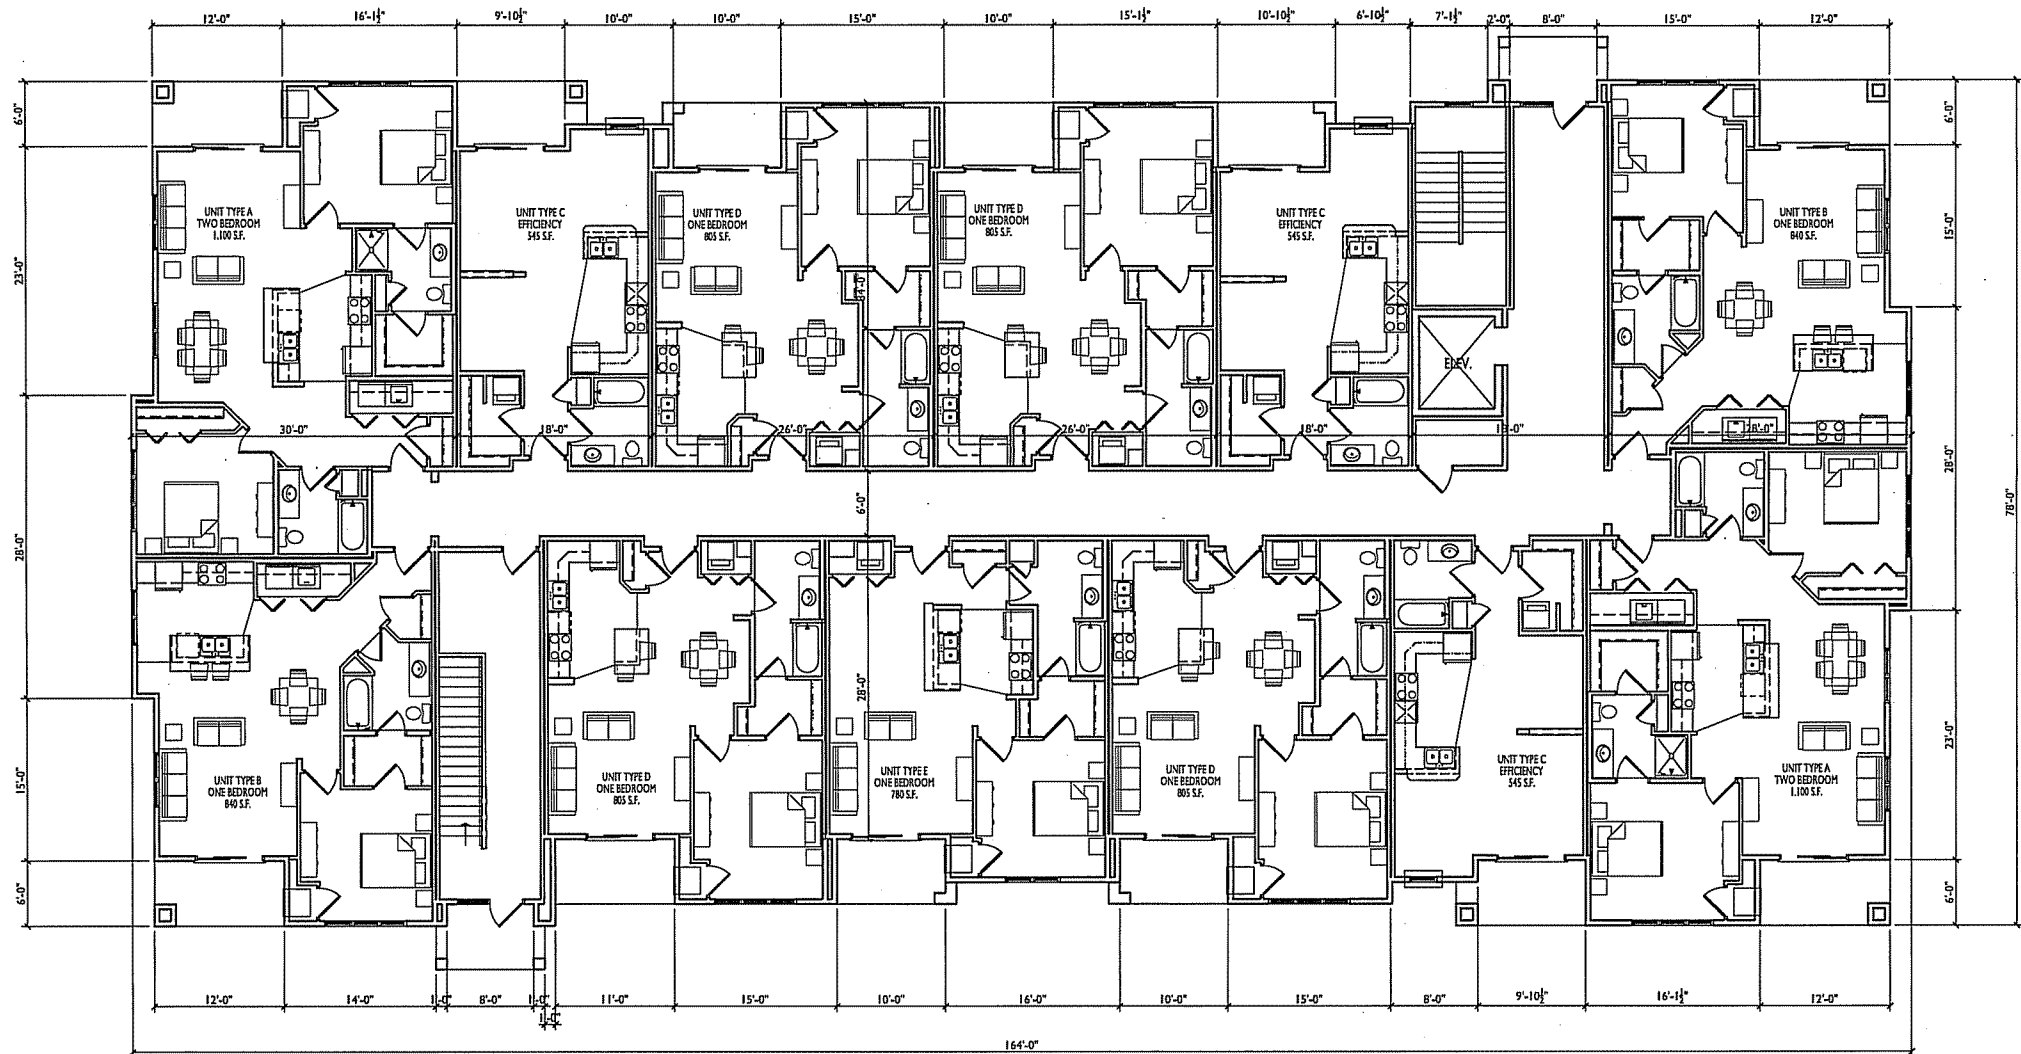 12'-0" 16'-1½" 9'-10½" 10'-0" 10'-0" 15'-0" 10'-0" 15'-1½" 10'-10½" 6'-10½" 7'-1½" 2'-0" 8'-0" 15'-0" 12'-0"
6'-0"
6'-0"
UNIT TYPE A
TWO BEDROOM
1,100 S.F.
UNIT TYPE C
EFFICIENCY
545 S.F.
UNIT TYPE D
ONE BEDROOM
805 S.F.
UNIT TYPE D
ONE BEDROOM
805 S.F.
UNIT TYPE C
EFFICIENCY
545 S.F.
UNIT TYPE B
ONE BEDROOM
840 S.F.
15'-0"
23'-0"
ELEV.
30'-0" 18'-0" 26'-0" 26'-0" 18'-0" 28'-0"
28'-0"
78'-0"
6'-0"
28'-0"
28'-0"
23'-0"
15'-0"
UNIT TYPE B
ONE BEDROOM
840 S.F.
UNIT TYPE D
ONE BEDROOM
805 S.F.
UNIT TYPE E
ONE BEDROOM
780 S.F.
UNIT TYPE D
ONE BEDROOM
805 S.F.
UNIT TYPE C
EFFICIENCY
545 S.F.
UNIT TYPE A
TWO BEDROOM
1,100 S.F.
6'-0"
6'-0"
12'-0" 14'-0" 1'-0" 8'-0" 1'-0" 11'-0" 15'-0" 10'-0" 16'-0" 10'-0" 15'-0" 8'-0" 9'-10½" 16'-1½" 12'-0"
1'-0"
164'-0"